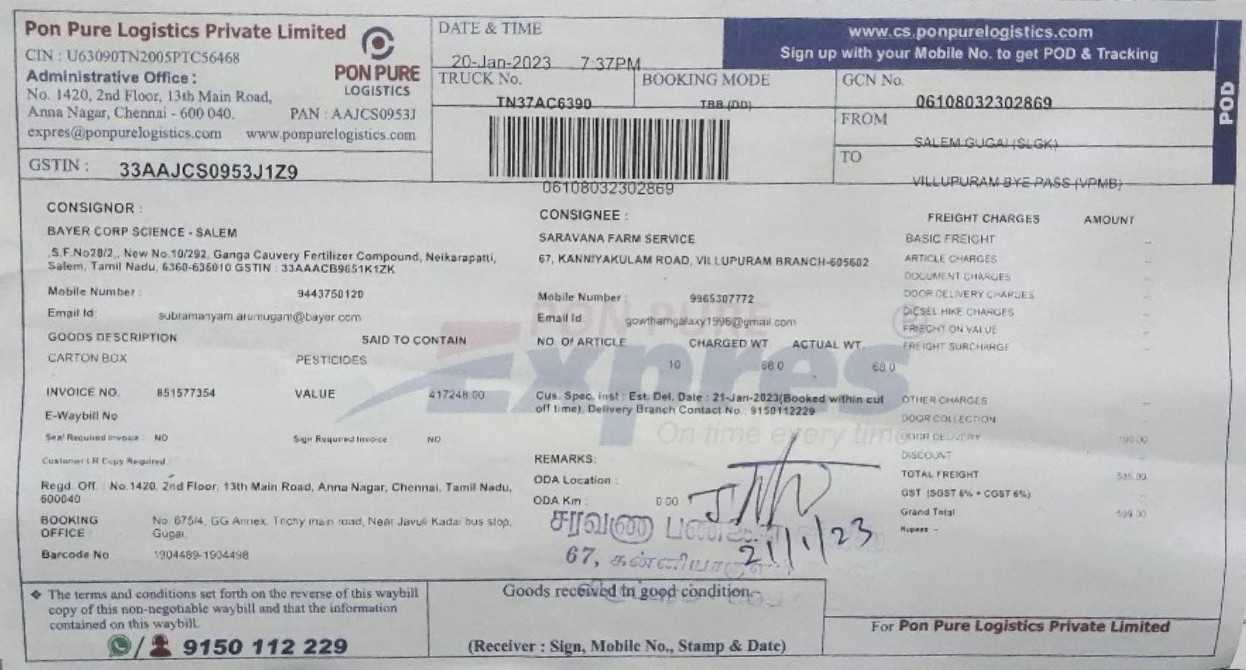 Pon Pure Logistics Private Limited
CIN : U63090TN2005PTC56468
Administrative Office :
No. 1420, 2nd Floor, 13th Main Road,
Anna Nagar, Chennai - 600 040. PAN : AAJCS0953J
expres@ponpurelogistics.com www.ponpurelogistics.com
PON PURE
LOGISTICS
GSTIN : 33AAJCS0953J1Z9
DATE & TIME
20-Jan-2023 7:37PM
TRUCK No. BOOKING MODE
TN37AC6390 TBB (DD)
06108032302869
www.cs.ponpurelogistics.com
Sign up with your Mobile No. to get POD & Tracking
GCN No.
06108032302869
FROM
SALEM GUGAI (SLGK)
TO
VILLUPURAM BYE PASS (VPMB)
POD
CONSIGNOR :
BAYER CORP SCIENCE - SALEM
,S.F.No28/2,, New No.10/292, Ganga Cauvery Fertilizer Compound, Neikarapatti,
Salem, Tamil Nadu, 6360-636010 GSTIN : 33AAACB9651K1ZK
Mobile Number : 9443750120
Email Id: subramanyam.arumugam@bayer.com
GOODS DESCRIPTION SAID TO CONTAIN
CARTON BOX PESTICIDES
INVOICE NO. 851577354 VALUE 417248.00
E-Waybill No
Seal Required Invoice : NO Sign Required Invoice NO
Customer LR Copy Required :
Regd. Off. : No.1420, 2nd Floor, 13th Main Road, Anna Nagar, Chennai, Tamil Nadu,
600040
BOOKING OFFICE : No. 675/4, GG Annex, Trichy main road, Near Javuli Kadai bus stop,
Gugai,
Barcode No 1904489-1904498
CONSIGNEE :
SARAVANA FARM SERVICE
67, KANNIYAKULAM ROAD, VILLUPURAM BRANCH-605602
Mobile Number : 9965307772
Email Id: gowthamgalaxy1996@gmail.com
NO. Of ARTICLE CHARGED WT ACTUAL WT.
10 68.0 68.0
Cus. Spec. Inst : Est. Del. Date : 21-Jan-2023(Booked within cut
off time), Delivery Branch Contact No : 9150112229
PON PURE
Expres
On time every time
REMARKS:
ODA Location :
ODA Km : 0.00
சரவணா
67,
21/1/23
FREIGHT CHARGES AMOUNT
BASIC FREIGHT
ARTICLE CHARGES
DOCUMENT CHARGES
DOOR DELIVERY CHARGES
DIESEL HIKE CHARGES
FRIEGHT ON VALUE
FREIGHT SURCHARGE
OTHER CHARGES
DOOR COLLECTION
DOOR DELIVERY
DISCOUNT
TOTAL FREIGHT
GST (SGST 6% + CGST 6%)
Grand Total
Rupees --
❖ The terms and conditions set forth on the reverse of this waybill
copy of this non-negotiable waybill and that the information
contained on this waybill.
/ 9150 112 229
Goods received in good condition
(Receiver : Sign, Mobile No., Stamp & Date)
For Pon Pure Logistics Private Limited